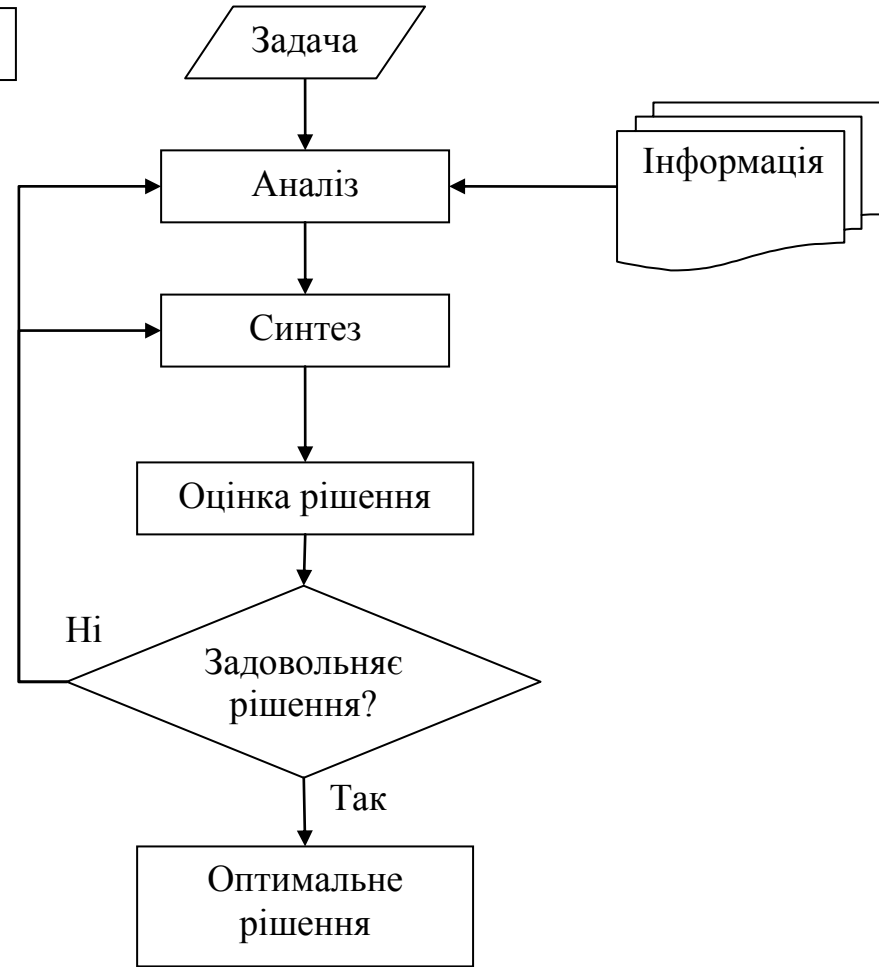 Задача
Інформація
Аналіз
Синтез
Оцінка рішення
Ні
Задовольняє
рішення?
Так
Оптимальне
рішення